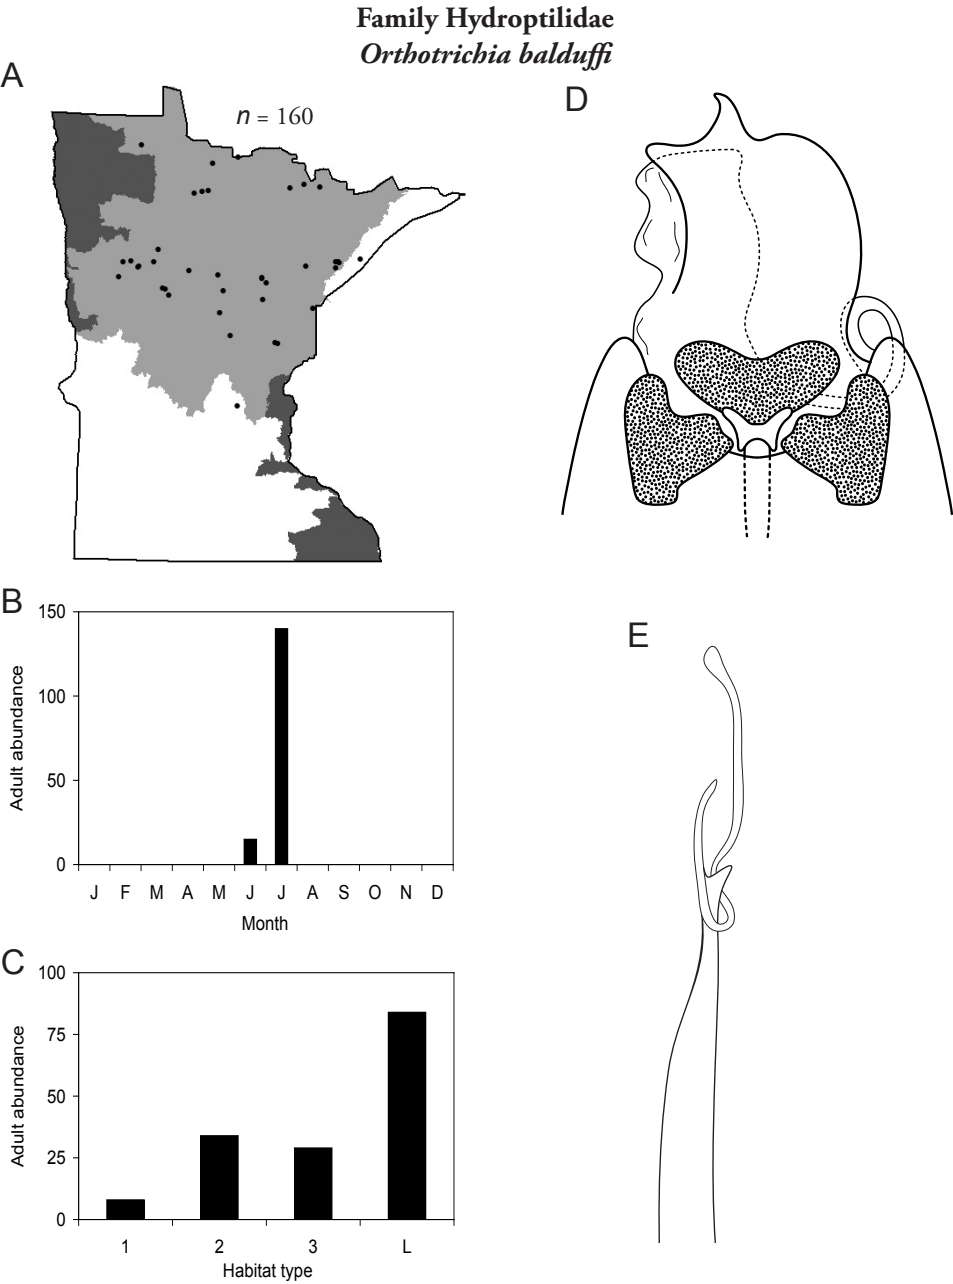 Family Hydroptilidae
Orthotrichia balduffi
A
n = 160
D
B
150
100
50
0
Adult abundance
J F M A M J J A S O N D
Month
E
C
100
75
50
25
0
Adult abundance
1 2 3 L
Habitat type